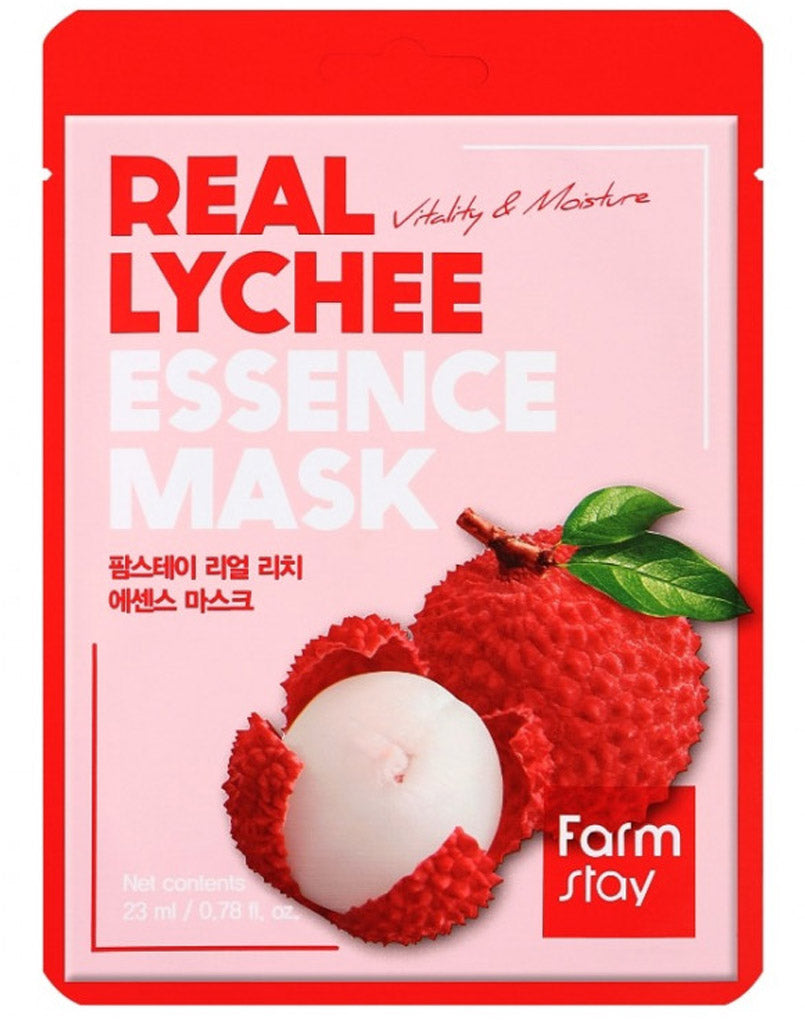 REAL
Vitality & Moisture
LYCHEE
ESSENCE
MASK
팜스테이 리얼 리치
에센스 마스크
Net contents
23 ml / 0,78 fl, oz.
Farm
stay